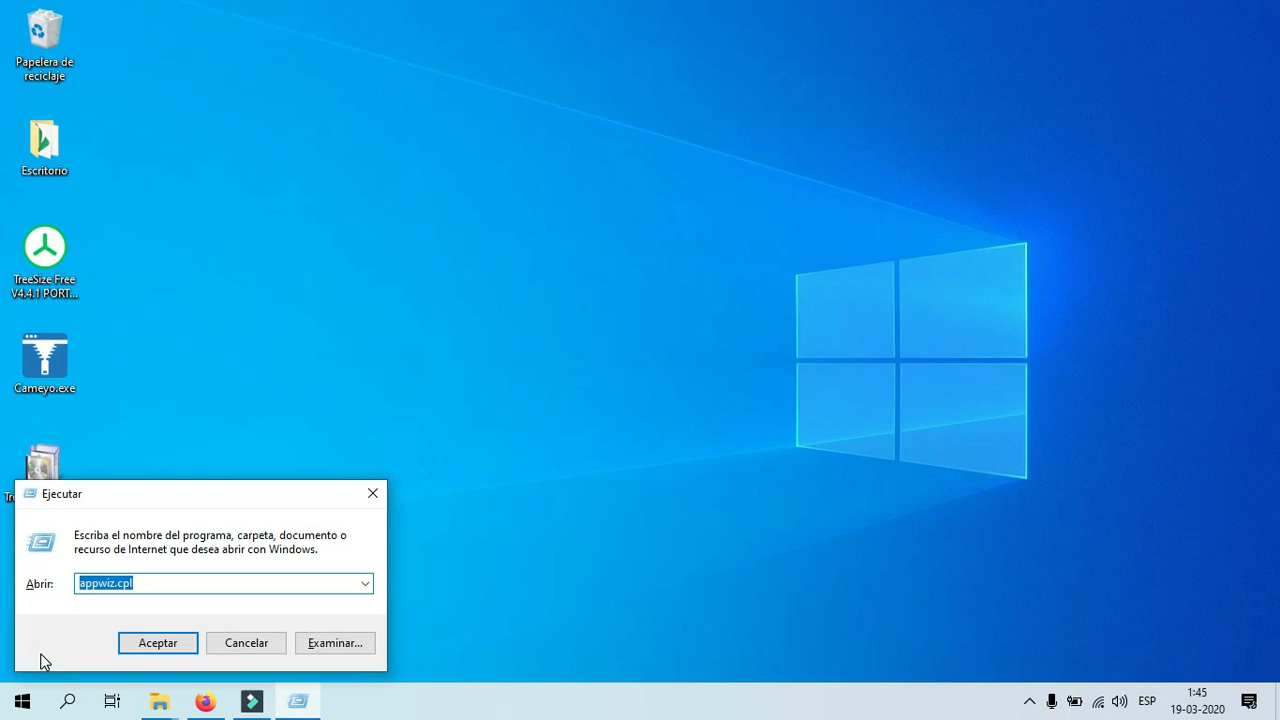 Papelera de
reciclaje
Escritorio
TreeSize Free
V4.4.1 PORT...
Cameyo.exe
Ejecutar
Escriba el nombre del programa, carpeta, documento o
recurso de Internet que desea abrir con Windows.
Abrir:
appwiz.cpl
Aceptar
Cancelar
Examinar...
ESP
1:45
19-03-2020